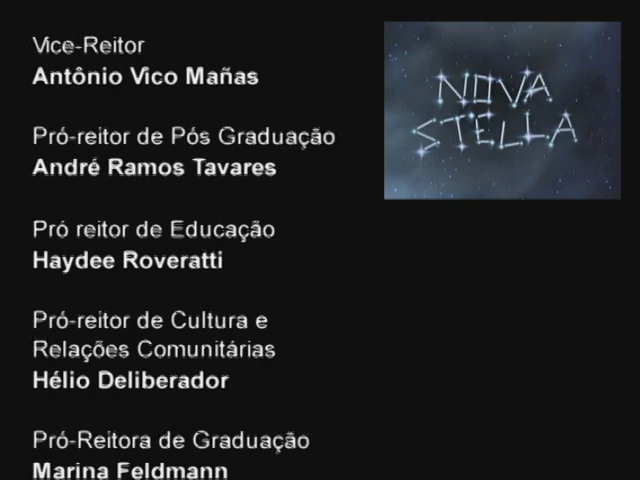 Vice-Reitor
Antônio Vico Mañas
Pró-reitor de Pós Graduação
André Ramos Tavares
Pró reitor de Educação
Haydee Roveratti
Pró-reitor de Cultura e
Relações Comunitárias
Hélio Deliberador
Pró-Reitora de Graduação
Marina Feldmann
NOVA
STELLA